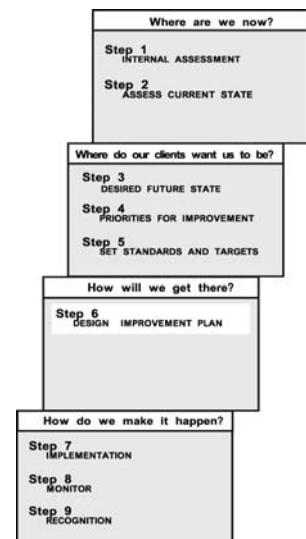 Where are we now?
Step 1
INTERNAL ASSESSMENT
Step 2
ASSESS CURRENT STATE
Where do our clients want us to be?
Step 3
DESIRED FUTURE STATE
Step 4
PRIORITIES FOR IMPROVEMENT
Step 5
SET STANDARDS AND TARGETS
How will we get there?
Step 6
DESIGN IMPROVEMENT PLAN
How do we make it happen?
Step 7
IMPLEMENTATION
Step 8
MONITOR
Step 9
RECOGNITION